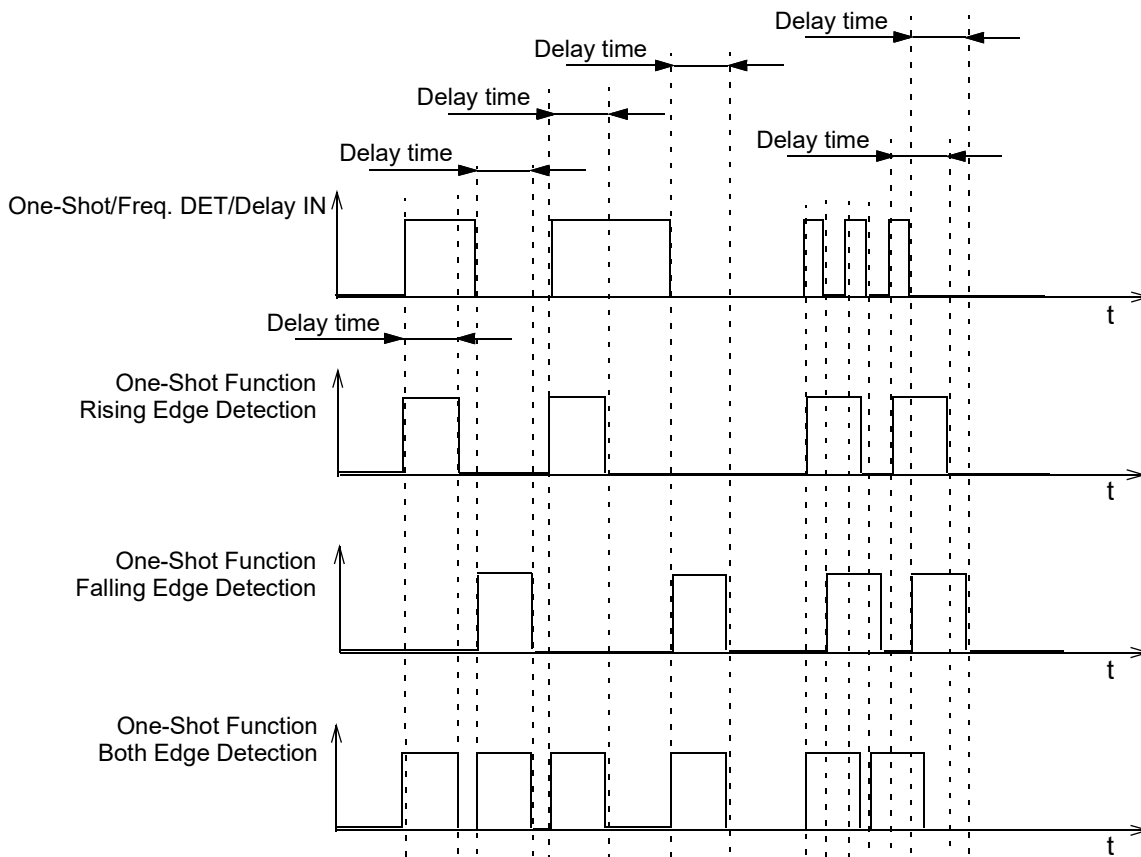 Delay time
Delay time
Delay time
Delay time
Delay time
One-Shot/Freq. DET/Delay IN
t
Delay time
One-Shot Function
Rising Edge Detection
t
One-Shot Function
Falling Edge Detection
t
One-Shot Function
Both Edge Detection
t